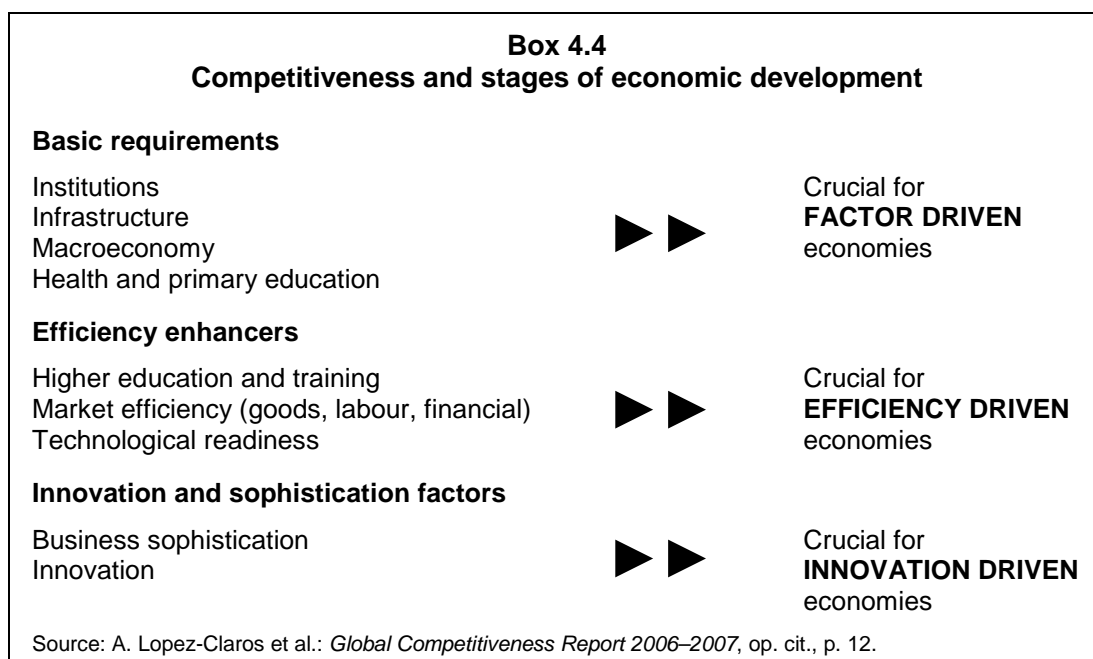 Box 4.4
Competitiveness and stages of economic development
Basic requirements
Institutions
Infrastructure
Macroeconomy
Health and primary education
Crucial for
FACTOR DRIVEN
economies
Efficiency enhancers
Higher education and training
Market efficiency (goods, labour, financial)
Technological readiness
Crucial for
EFFICIENCY DRIVEN
economies
Innovation and sophistication factors
Business sophistication
Innovation
Crucial for
INNOVATION DRIVEN
economies
Source: A. Lopez-Claros et al.: Global Competitiveness Report 2006–2007, op. cit., p. 12.